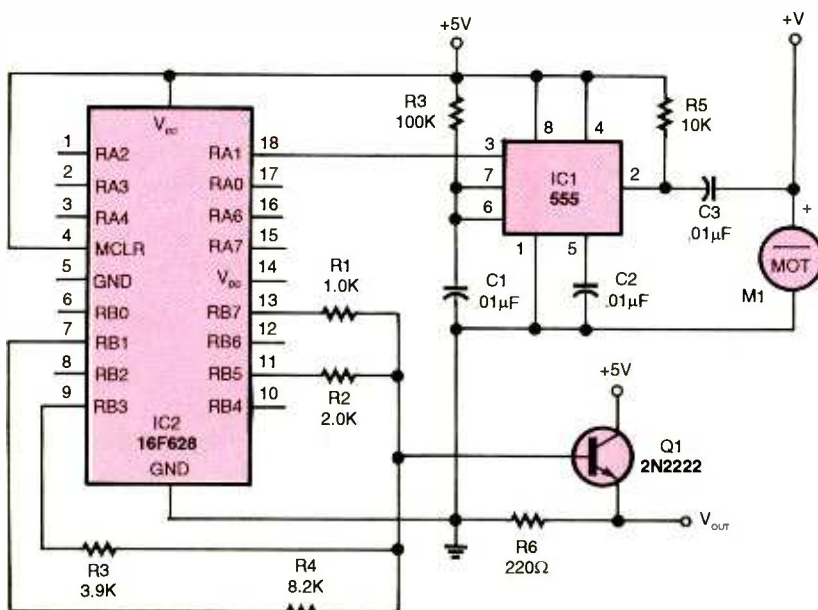 +5V
+V
R3
100K
R5
10K
V_DD
1
RA2
RA1
18
2
RA3
RA0
17
3
RA4
RA6
16
4
MCLR
RA7
15
5
GND
V_DD
14
6
RB0
RB7
13
7
RB1
RB6
12
8
RB2
RB5
11
9
RB3
RB4
10
IC2
16F628
GND
R1
1.0K
R2
2.0K
3
7
6
8
4
2
1
5
IC1
555
C3
.01µF
+
MOT
M1
C1
.01µF
C2
.01µF
+5V
Q1
2N2222
V_OUT
R6
220Ω
R3
3.9K
R4
8.2K